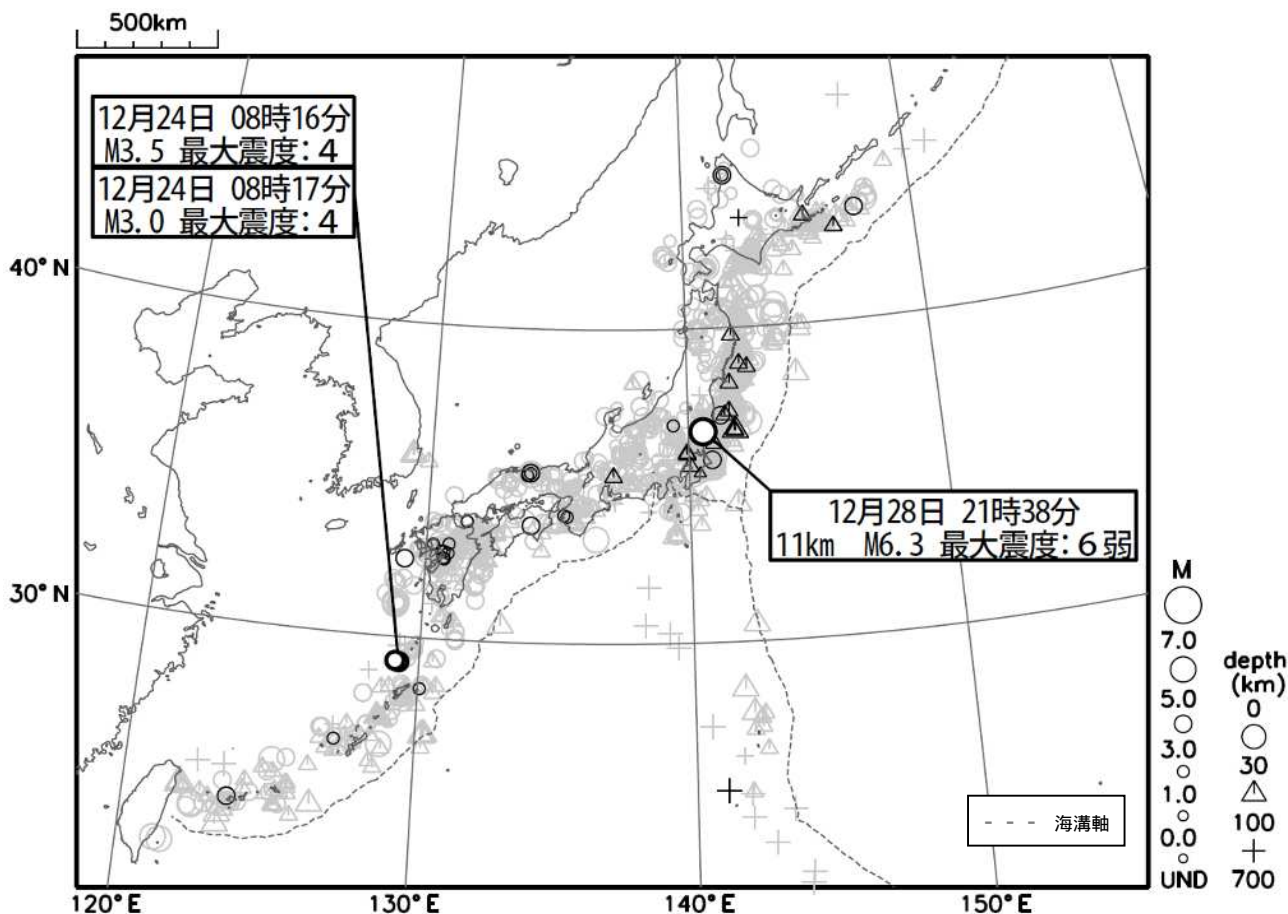 500km
12月24日 08時16分
M3.5 最大震度：4
12月24日 08時17分
M3.0 最大震度：4
40°N
12月28日 21時38分
11km M6.3 最大震度：6弱
30°N
M
7.0
5.0
3.0
1.0
0.0
UND
depth
(km)
0
30
100
700
海溝軸
120°E
130°E
140°E
150°E